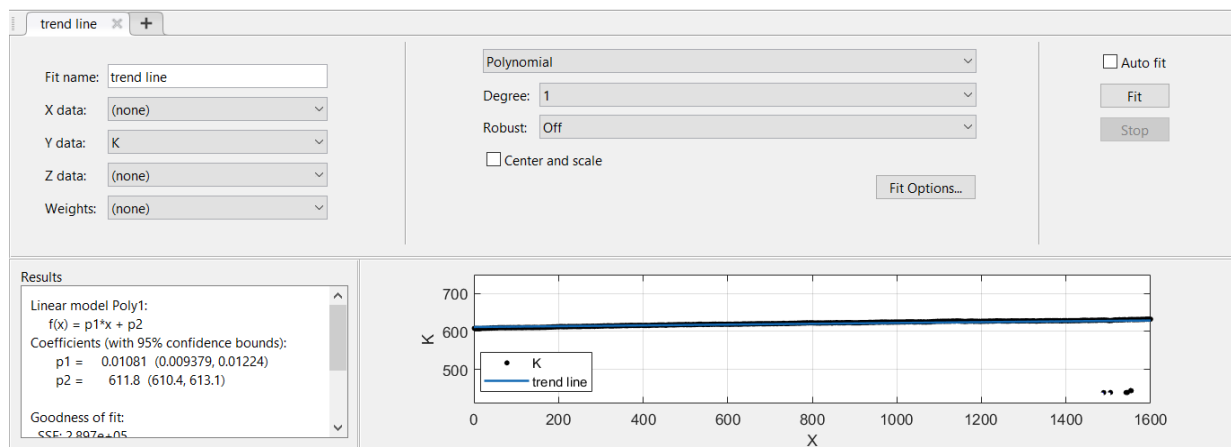 trend line
Fit name: trend line
X data: (none)
Y data: K
Z data: (none)
Weights: (none)
Polynomial
Degree: 1
Robust: Off
Center and scale
Fit Options...
Auto fit
Fit
Stop
Results
Linear model Poly1:
f(x) = p1*x + p2
Coefficients (with 95% confidence bounds):
p1 = 0.01081 (0.009379, 0.01224)
p2 = 611.8 (610.4, 613.1)
Goodness of fit:
SSE: 2.897e+05
700
600
500
K
K
trend line
0 200 400 600 800 1000 1200 1400 1600
X